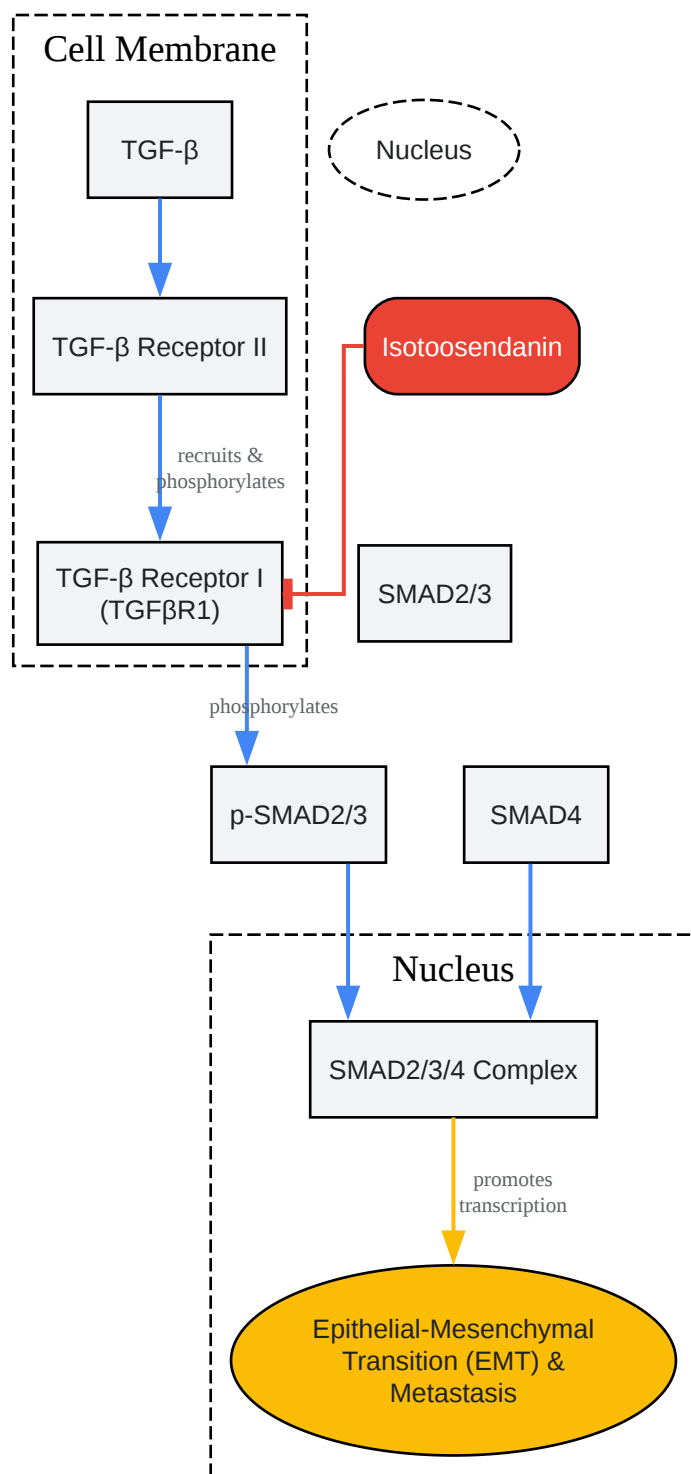 Cell Membrane
TGF-β
Nucleus
TGF-β Receptor II
Isotoosendanin
recruits &
phosphorylates
TGF-β Receptor I
(TGFβR1)
SMAD2/3
phosphorylates
p-SMAD2/3
SMAD4
Nucleus
SMAD2/3/4 Complex
promotes
transcription
Epithelial-Mesenchymal
Transition (EMT) &
Metastasis